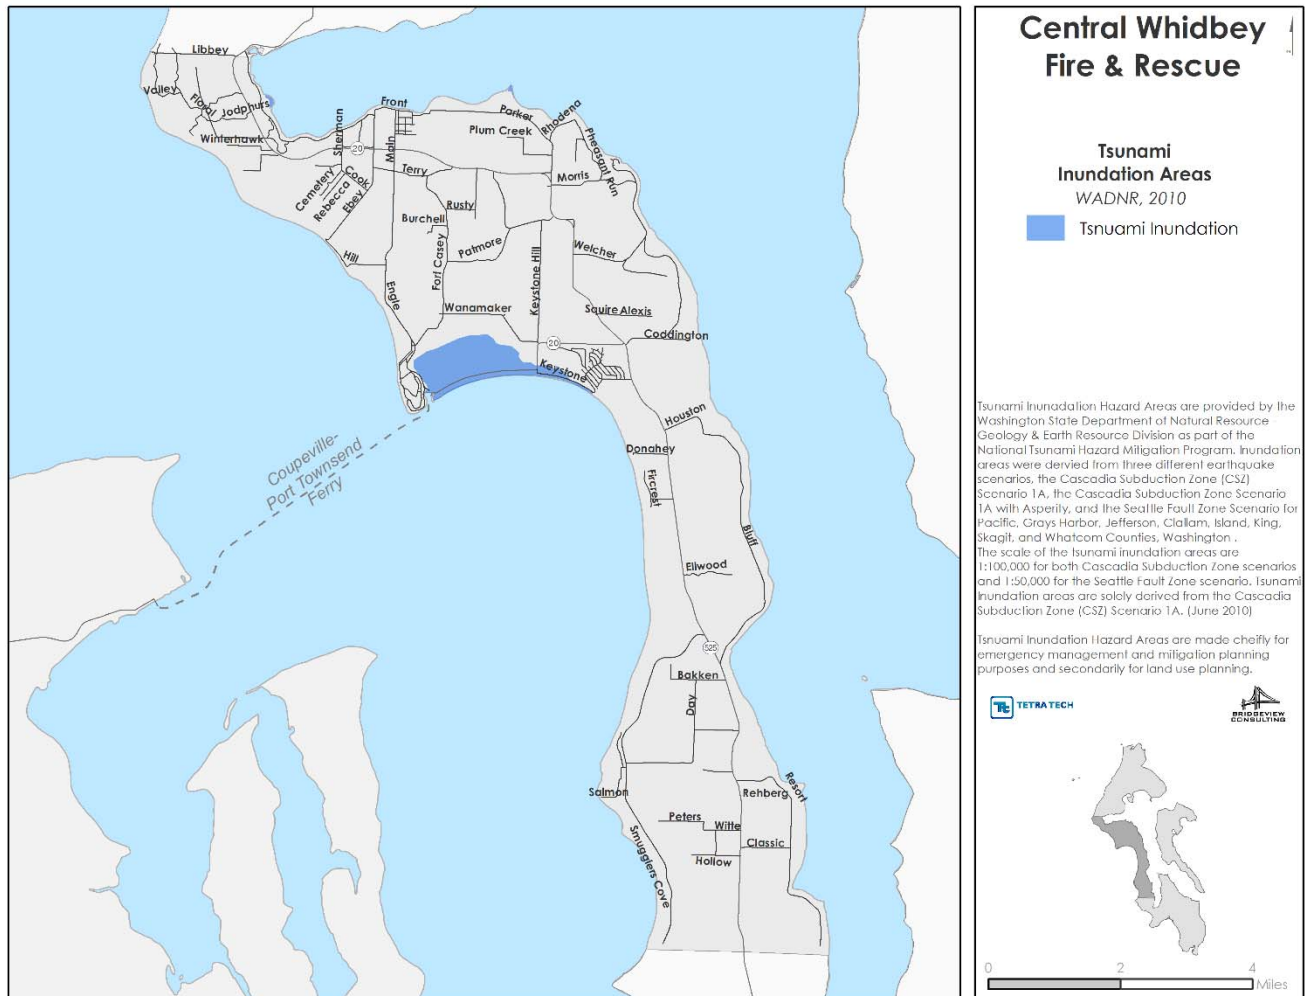 Central Whidbey
Fire & Rescue
Tsunami
Inundation Areas
WADNR, 2010
Tsnuami Inundation
Tsunami Inunadation Hazard Areas are provided by the
Washington State Department of Natural Resource
Geology & Earth Resource Division as part of the
National Tsunami Hazard Mitigation Program. Inundation
areas were dervied from three different earthquake
scenarios, the Cascadia Subduction Zone (CSZ)
Scenario 1A, the Cascadia Subduction Zone Scenario
1A with Asperity, and the Seattle Fault Zone Scenario for
Pacific, Grays Harbor, Jefferson, Clallam, Island, King,
Skagit, and Whatcom Counties, Washington .
The scale of the tsunami inundation areas are
1:100,000 for both Cascadia Subduction Zone scenarios
and 1:50,000 for the Seattle Fault Zone scenario. Tsunami
Inundation areas are solely derived from the Cascadia
Subduction Zone (CSZ) Scenario 1A. (June 2010)
Tsnuami Inundation Hazard Areas are made cheifly for
emergency management and mitigation planning
purposes and secondarily for land use planning.
TETRA TECH
BRIDGEVIEW
CONSULTING
0 2 4
Miles
Libbey
Valley
Floral
Jodphurs
Winterhawk
Sherman
Front
Main
20
Parker
Plum Creek
Rhodena
Pheasant Run
Terry
Morris
Cemetery
Rebecca
Cook
Ebey
Rusty
Burchell
Hill
Engle
Fort Casey
Patmore
Keystone Hill
Welcher
Wanamaker
Squire Alexis
20
Coddington
Keystone
Houston
Donahey
Fircrest
Bluff
Ellwood
Coupeville-
Port Townsend
Ferry
525
Bakken
Day
Salmon
Smugglers Cove
Resort
Rehberg
Peters
Witte
Classic
Hollow